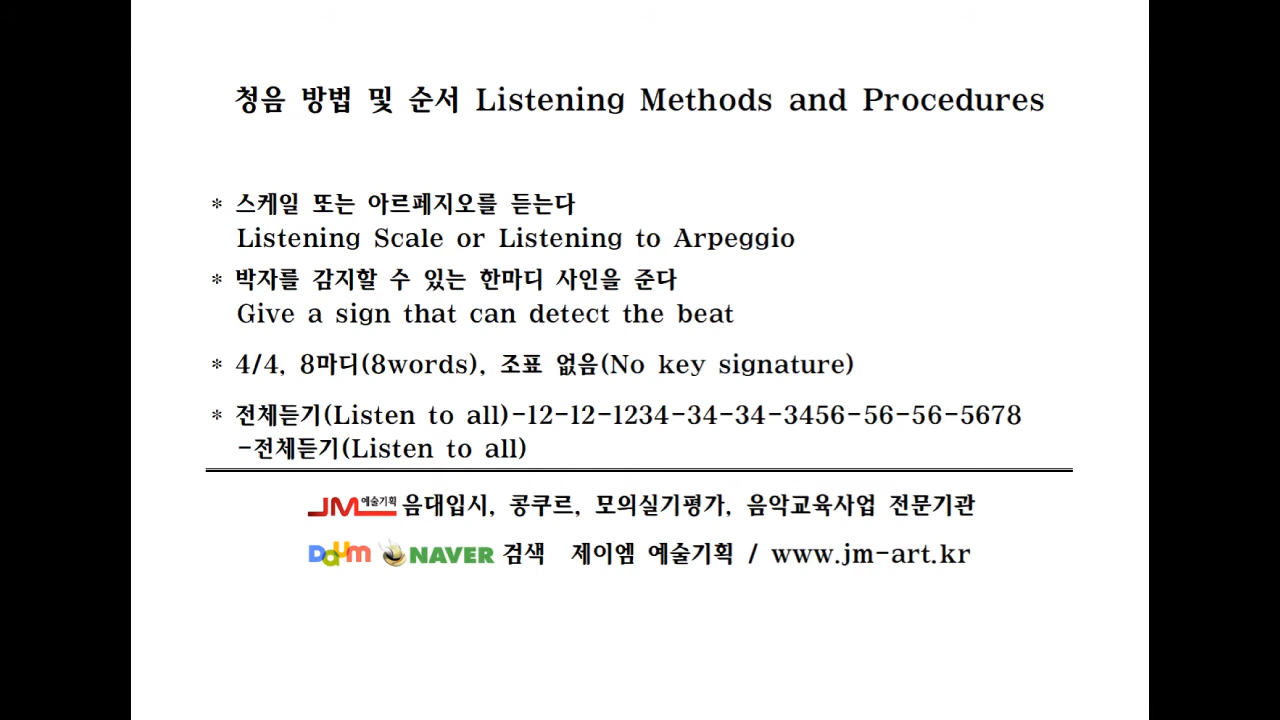 청음 방법 및 순서 Listening Methods and Procedures
* 스케일 또는 아르페지오를 듣는다
Listening Scale or Listening to Arpeggio
* 박자를 감지할 수 있는 한마디 사인을 준다
Give a sign that can detect the beat
* 4/4, 8마디(8words), 조표 없음(No key signature)
* 전체듣기(Listen to all)-12-12-1234-34-34-3456-56-56-5678
-전체듣기(Listen to all)
JM예술기획 음대입시, 콩쿠르, 모의실기평가, 음악교육사업 전문기관
Daum NAVER 검색 제이엠 예술기획 / www.jm-art.kr